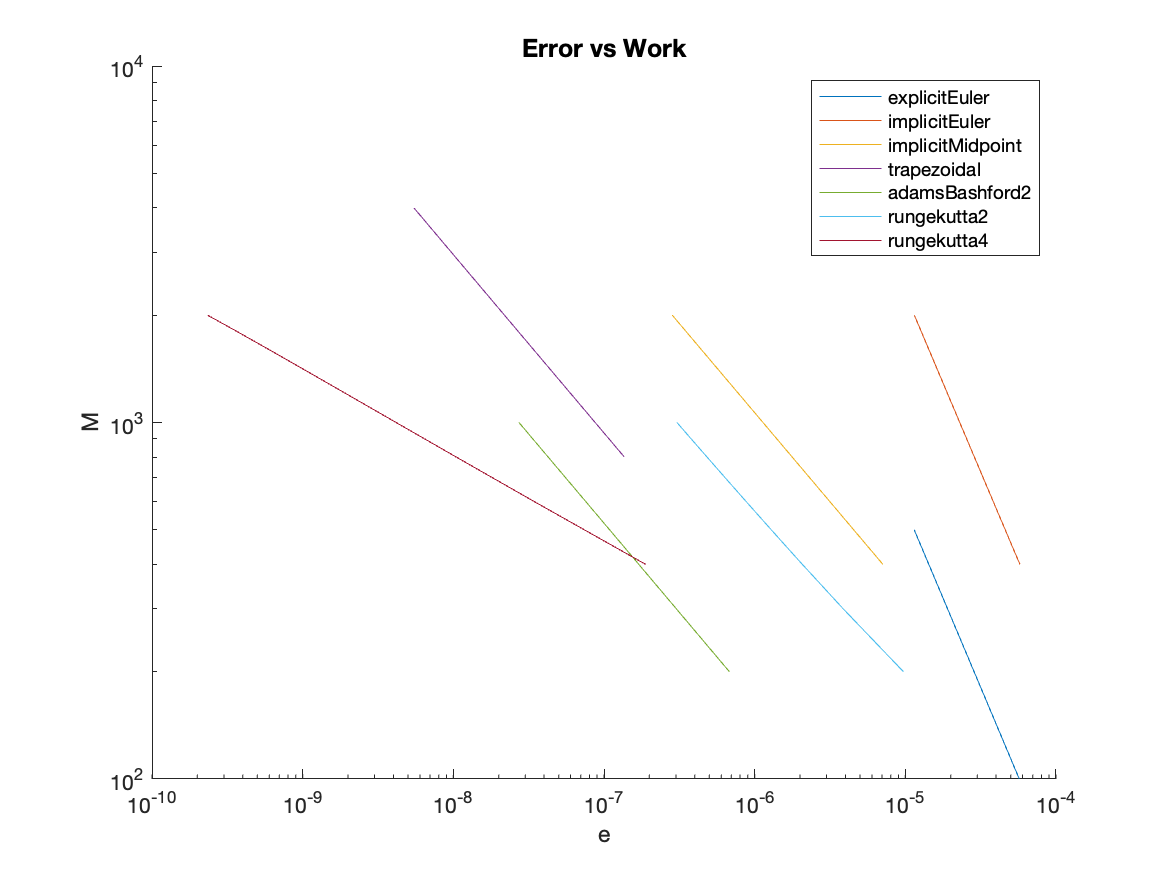 Error vs Work
10^4
10^3
10^2
M
explicitEuler
implicitEuler
implicitMidpoint
trapezoidal
adamsBashford2
rungekutta2
rungekutta4
10^-10 10^-9 10^-8 10^-7 10^-6 10^-5 10^-4
e